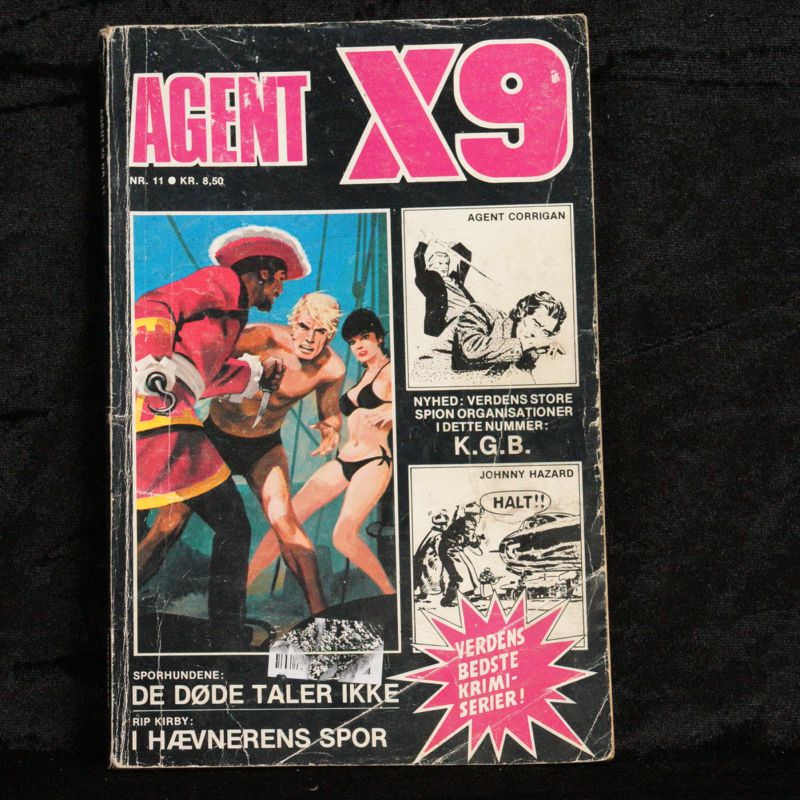 AGENT X9
NR. 11 ● KR. 8,50
AGENT CORRIGAN
NYHED: VERDENS STORE
SPION ORGANISATIONER
I DETTE NUMMER:
K.G.B.
JOHNNY HAZARD
HALT!!
VERDENS
BEDSTE
KRIMI-
SERIER!
SPORHUNDENE:
DE DØDE TALER IKKE
RIP KIRBY:
I HÆVNERENS SPOR